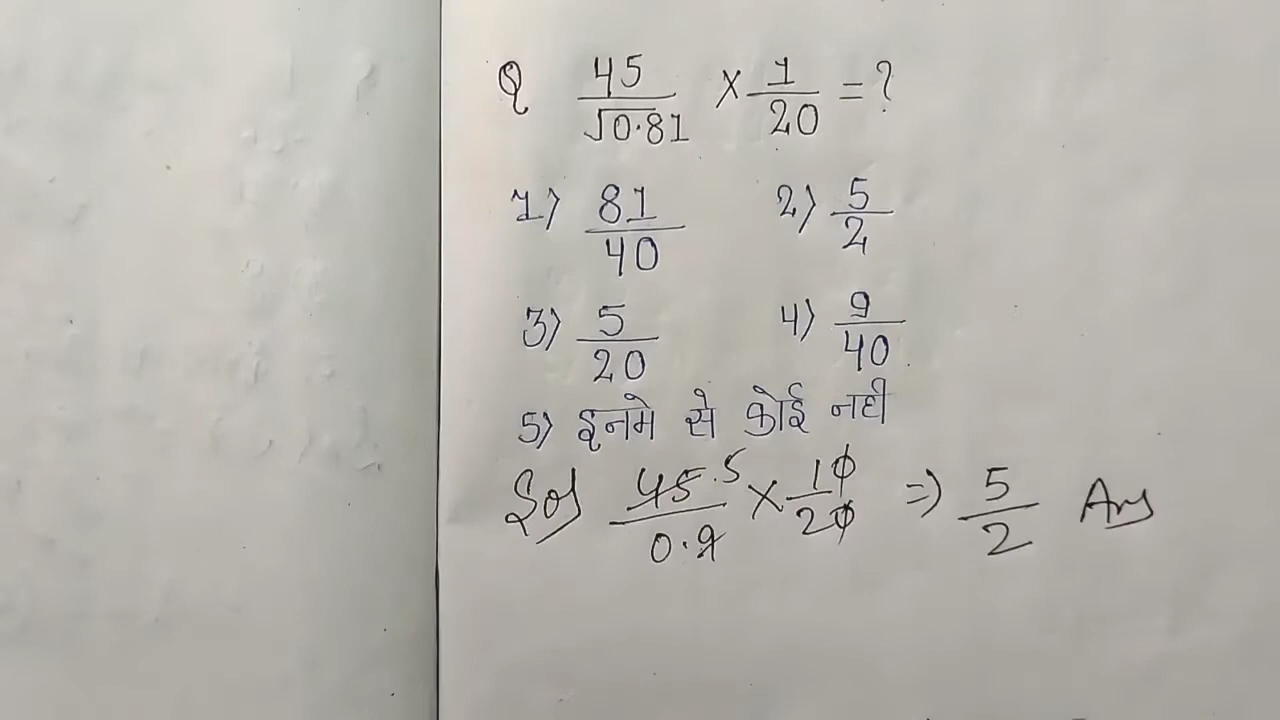 Q 45/√0.81 × 1/20 = ?
1) 81/40 2) 5/2
3) 5/20 4) 9/40
5) इनमे से कोई नही
Sol 45 5/0.9 × 10/20 ⇒ 5/2 Ans